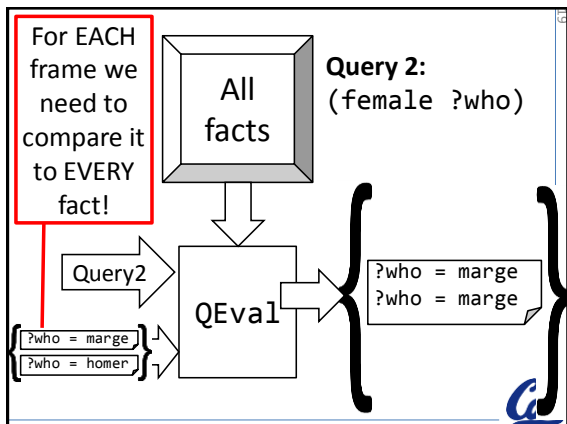 For EACH
frame we
need to
compare it
to EVERY
fact!
All
facts
Query 2:
(female ?who)
Query2
QEval
?who = marge
?who = homer
?who = marge
?who = marge